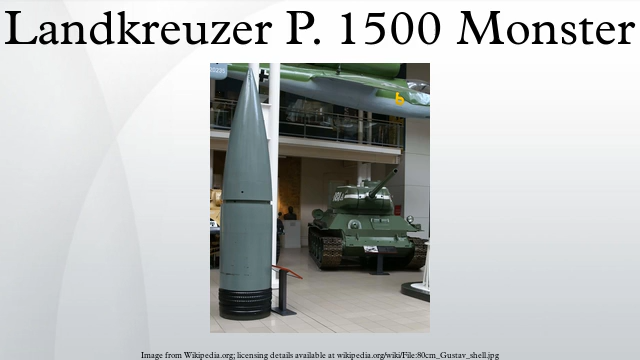 Landkreuzer P. 1500 Monster
Image from Wikipedia.org; licensing details available at wikipedia.org/wiki/File:80cm_Gustav_shell.jpg